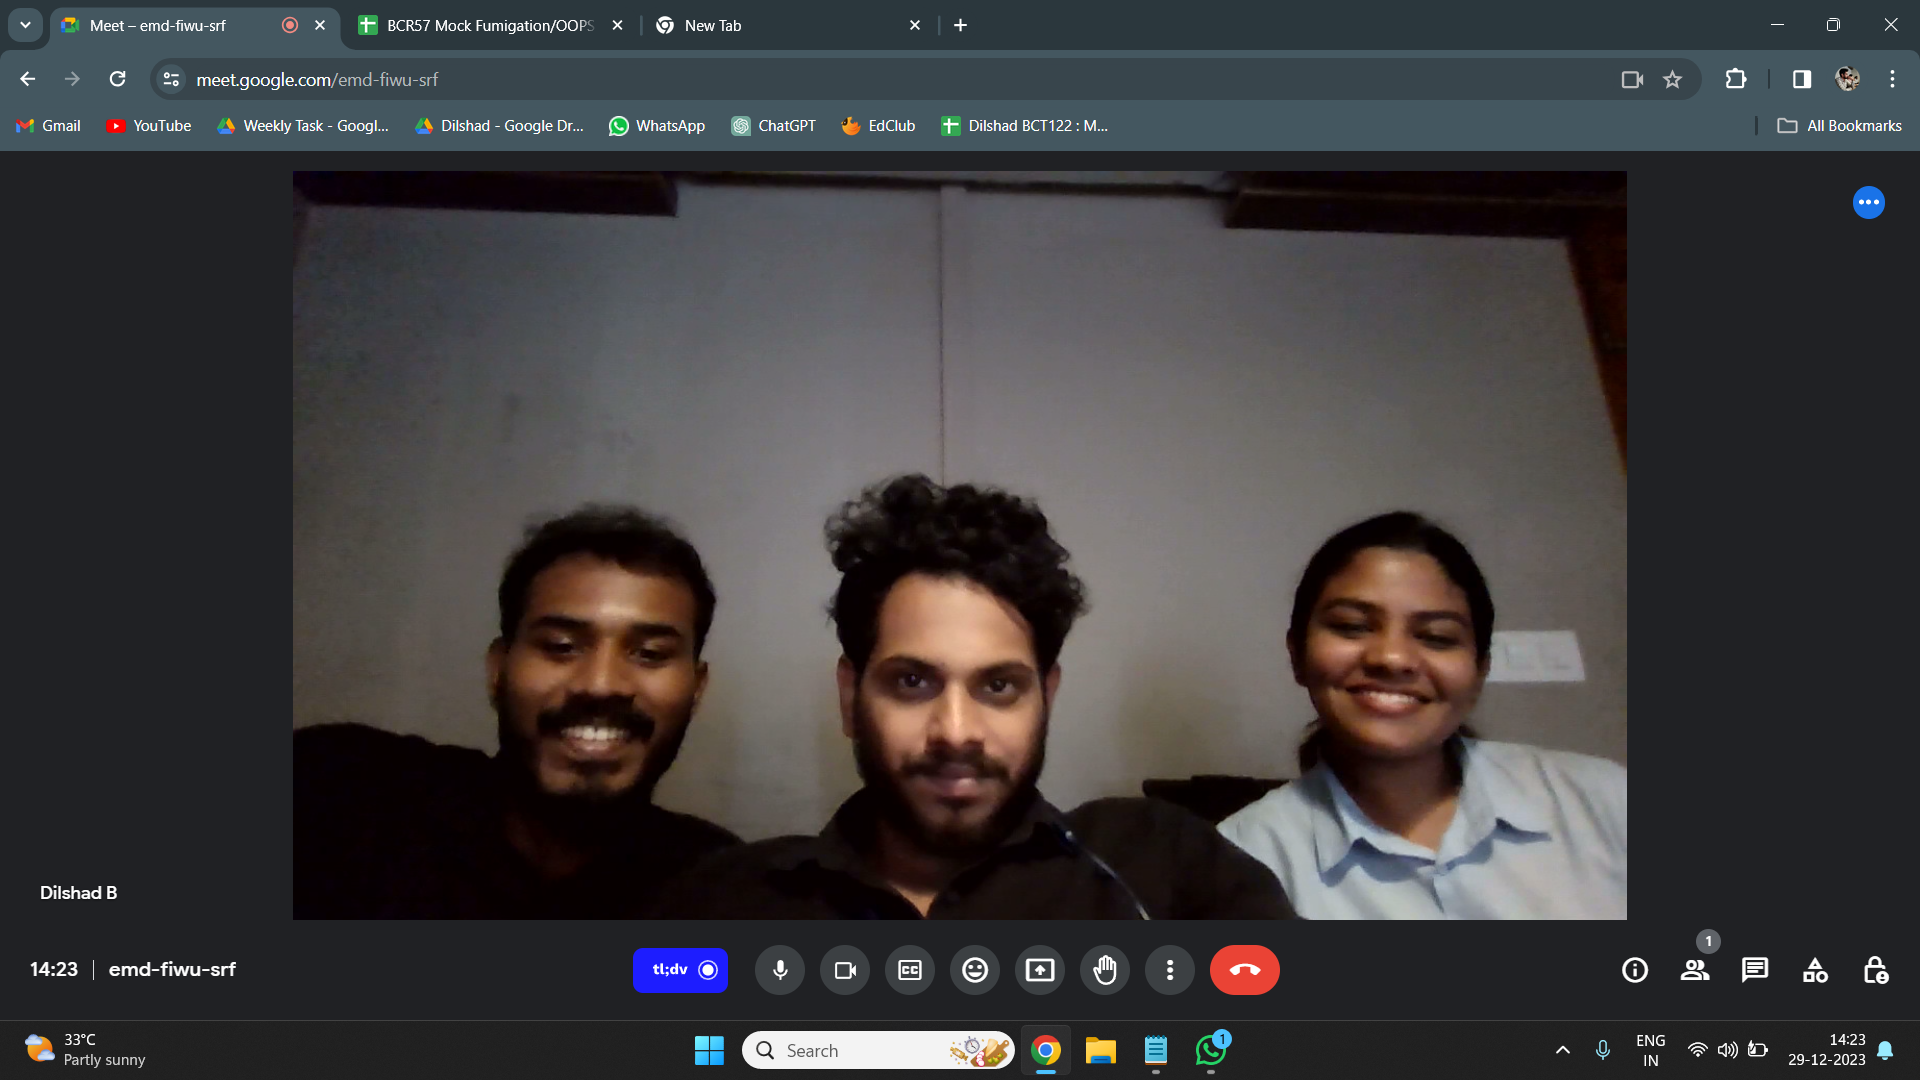 Meet – emd-fiwu-srf
BCR57 Mock Fumigation/OOPS
New Tab
meet.google.com/emd-fiwu-srf
Gmail
YouTube
Weekly Task - Googl...
Dilshad - Google Dr...
WhatsApp
ChatGPT
EdClub
Dilshad BCT122 : M...
All Bookmarks
Dilshad B
14:23
emd-fiwu-srf
tl;dv
CC
1
33°C
Partly sunny
Search
1
ENG
IN
14:23
29-12-2023